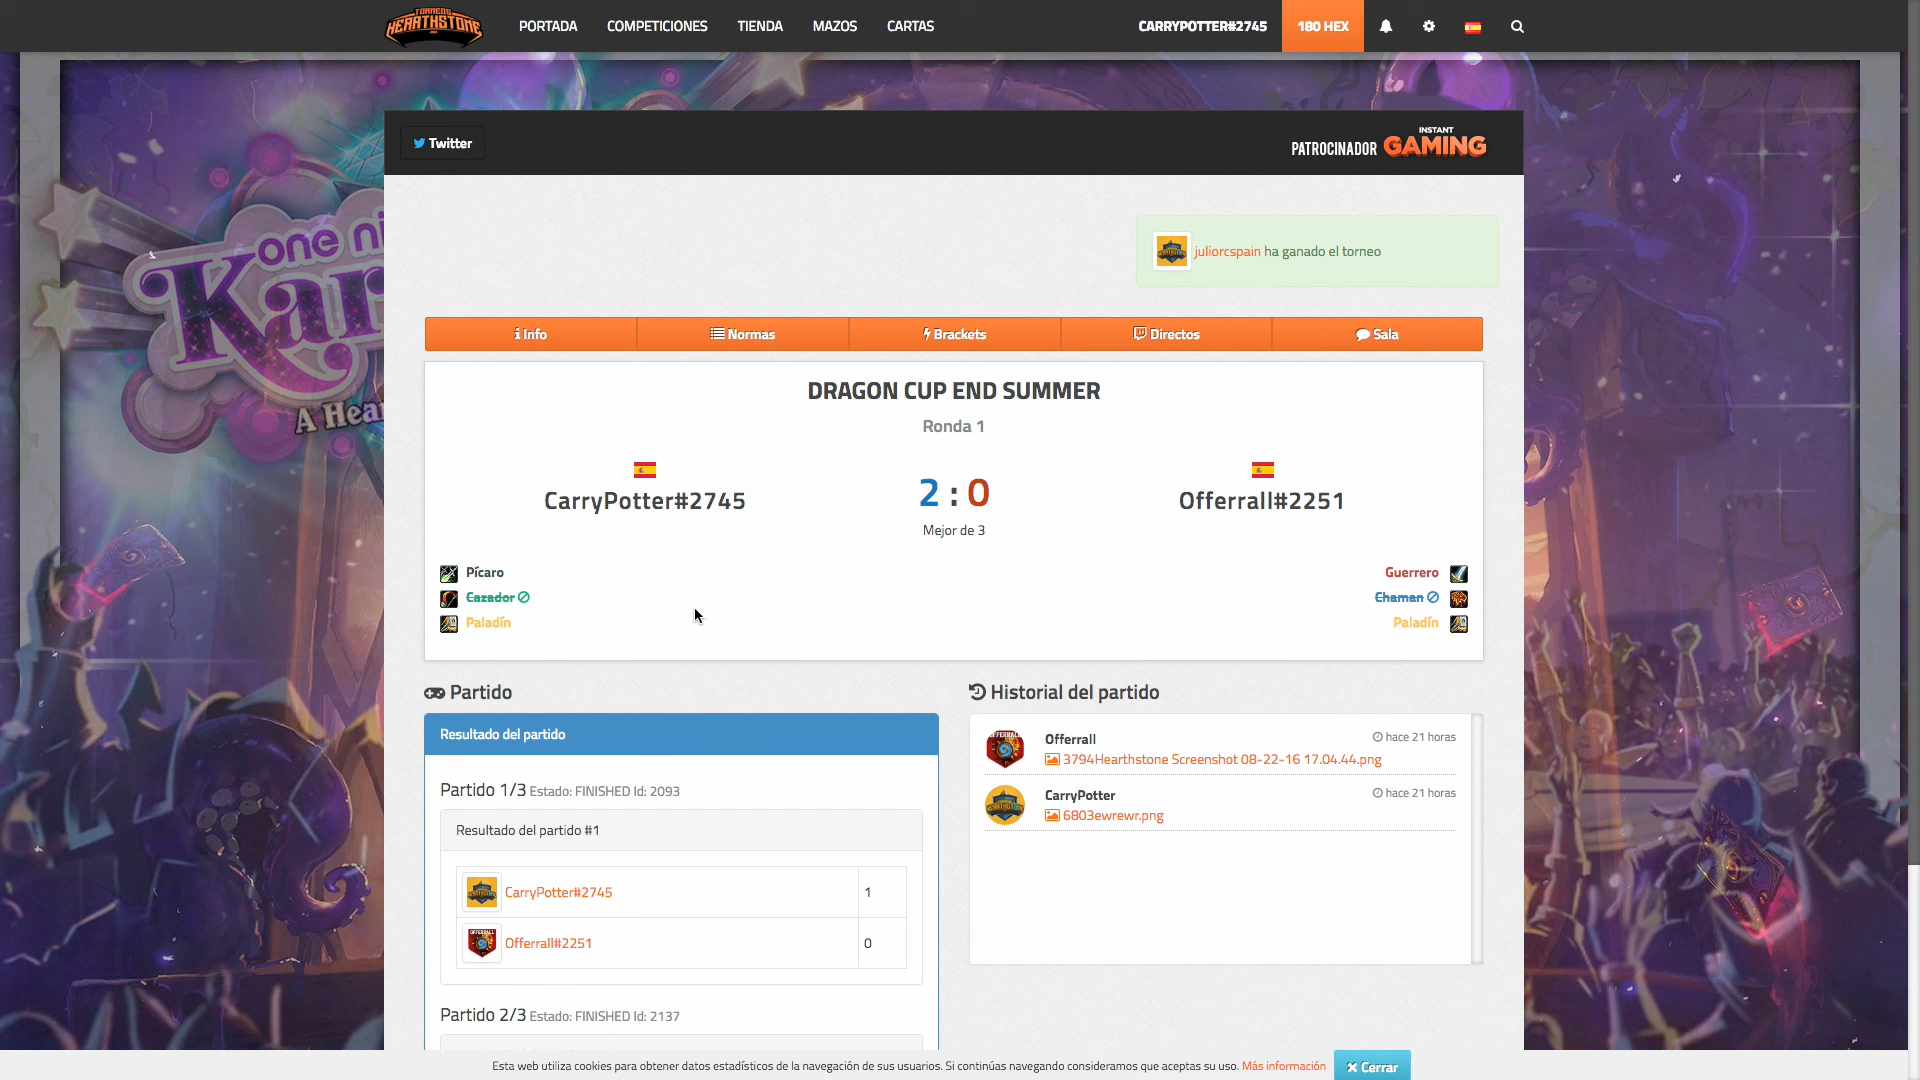 TORNEOS
HEARTHSTONE
PORTADA
COMPETICIONES
TIENDA
MAZOS
CARTAS
CARRYPOTTER#2745
180 HEX
one ni
Kar
A Hear
Twitter
PATROCINADOR
INSTANT
GAMING
juliorcspain ha ganado el torneo
Info
Normas
Brackets
Directos
Sala
DRAGON CUP END SUMMER
Ronda 1
CarryPotter#2745
2 : 0
Offerrall#2251
Mejor de 3
Pícaro
Cazador
Paladín
Guerrero
Chaman
Paladín
Partido
Resultado del partido
Partido 1/3 Estado: FINISHED Id: 2093
Resultado del partido #1
CarryPotter#2745 1
Offerrall#2251 0
Partido 2/3 Estado: FINISHED Id: 2137
Historial del partido
Offerrall
hace 21 horas
3794Hearthstone Screenshot 08-22-16 17.04.44.png
CarryPotter
hace 21 horas
6803ewrewr.png
Esta web utiliza cookies para obtener datos estadísticos de la navegación de sus usuarios. Si continúas navegando consideramos que aceptas su uso. Más información
Cerrar